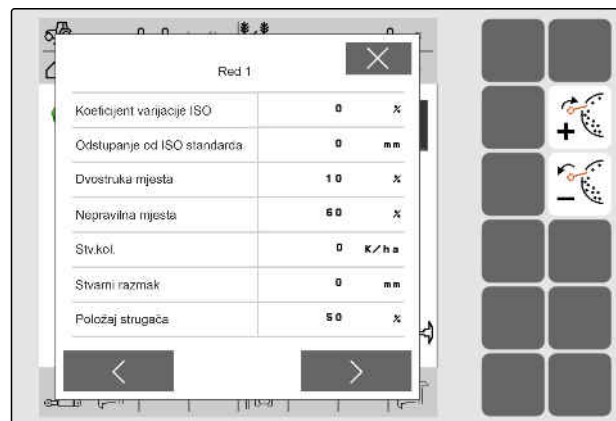 Red 1
Koeficijent varijacije ISO 0 %
Odstupanje od ISO standarda 0 mm
Dvostruka mjesta 10 %
Nepravilna mjesta 60 %
Stv.kol. 0 K/ha
Stvarni razmak 0 mm
Položaj strugača 50 %